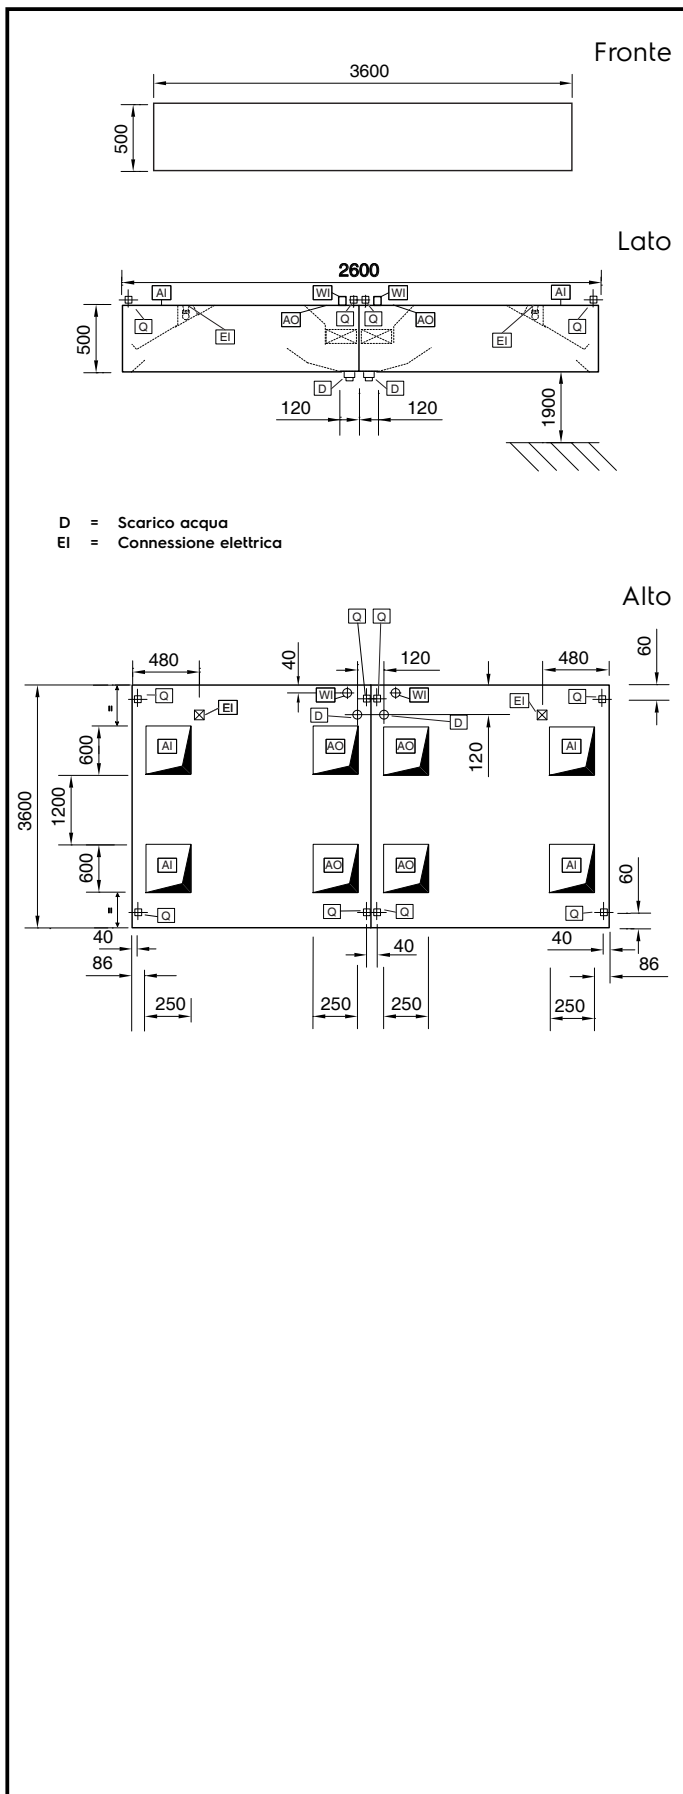 Fronte
3600
500
Lato
2600
AI WI WI AI
Q EI AO Q Q AO EI Q
500
D D
120 120
1900
D = Scarico acqua
EI = Connessione elettrica
Alto
Q Q
480 40 120 480 60
Q WI WI Q
EI D D EI
=
600 AI AO AO AI
120
3600 1200
600 AI AO AO AI
60
= Q Q Q Q
40 40 40
86 86
250 250 250 250